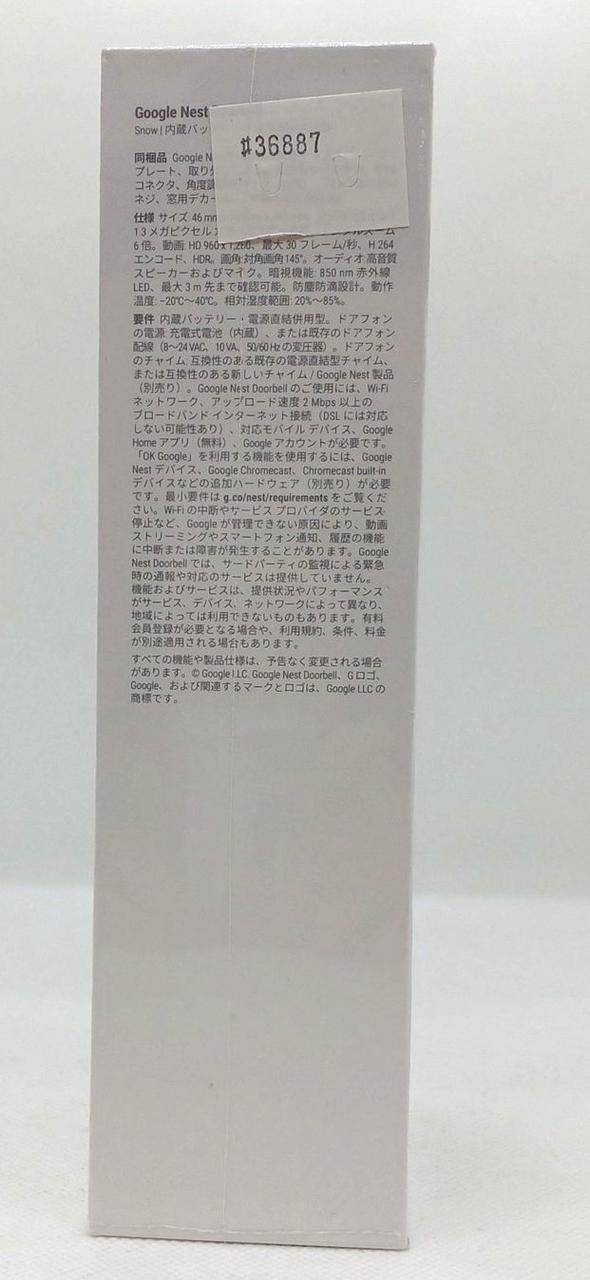 Google Nest
Snow | 内蔵バッ
#36887
同梱品 Google N
プレート、取り
コネクタ、角度調
ネジ、窓用デカ
仕様 サイズ: 46 mm
1.3 メガピクセル
6 倍。動画: HD 960 x 1,280、最大 30 フレーム/秒、H.264
エンコード、HDR。画角: 対角画角 145°。オーディオ: 高音質
スピーカーおよびマイク。暗視機能: 850 nm 赤外線
LED、最大 3 m 先まで確認可能。防塵防滴設計。動作
温度: -20°C～40°C。相対湿度範囲: 20%～85%。
要件 内蔵バッテリー・電源直結併用型。ドアフォン
の電源: 充電式電池（内蔵）、または既存のドアフォン
配線（8～24 VAC、10 VA、50/60 Hz の変圧器）。ドアフォン
のチャイム: 互換性のある既存の電源直結型チャイム、
または互換性のある新しいチャイム / Google Nest 製品
（別売り）。Google Nest Doorbell のご使用には、Wi-Fi
ネットワーク、アップロード速度 2 Mbps 以上の
ブロードバンド インターネット接続（DSL には対応
しない可能性あり）、対応モバイル デバイス、Google
Home アプリ（無料）、Google アカウントが必要です。
「OK Google」を利用する機能を使用するには、Google
Nest デバイス、Google Chromecast、Chromecast built-in
デバイスなどの追加ハードウェア（別売り）が必要
です。最小要件は g.co/nest/requirements をご覧くだ
さい。Wi-Fi の中断やサービス プロバイダのサービス
停止など、Google が管理できない原因により、動画
ストリーミングやスマートフォン通知、履歴の機能
に中断または障害が発生することがあります。Google
Nest Doorbell では、サードパーティの監視による緊急
時の通報や対応のサービスは提供していません。
機能およびサービスは、提供状況やパフォーマンス
がサービス、デバイス、ネットワークによって異なり、
地域によっては利用できないものもあります。有料
会員登録が必要となる場合や、利用規約、条件、料金
が別途適用される場合もあります。
すべての機能や製品仕様は、予告なく変更される場合
があります。© Google LLC. Google Nest Doorbell、G ロゴ、
Google、および関連するマークとロゴは、Google LLC の
商標です。